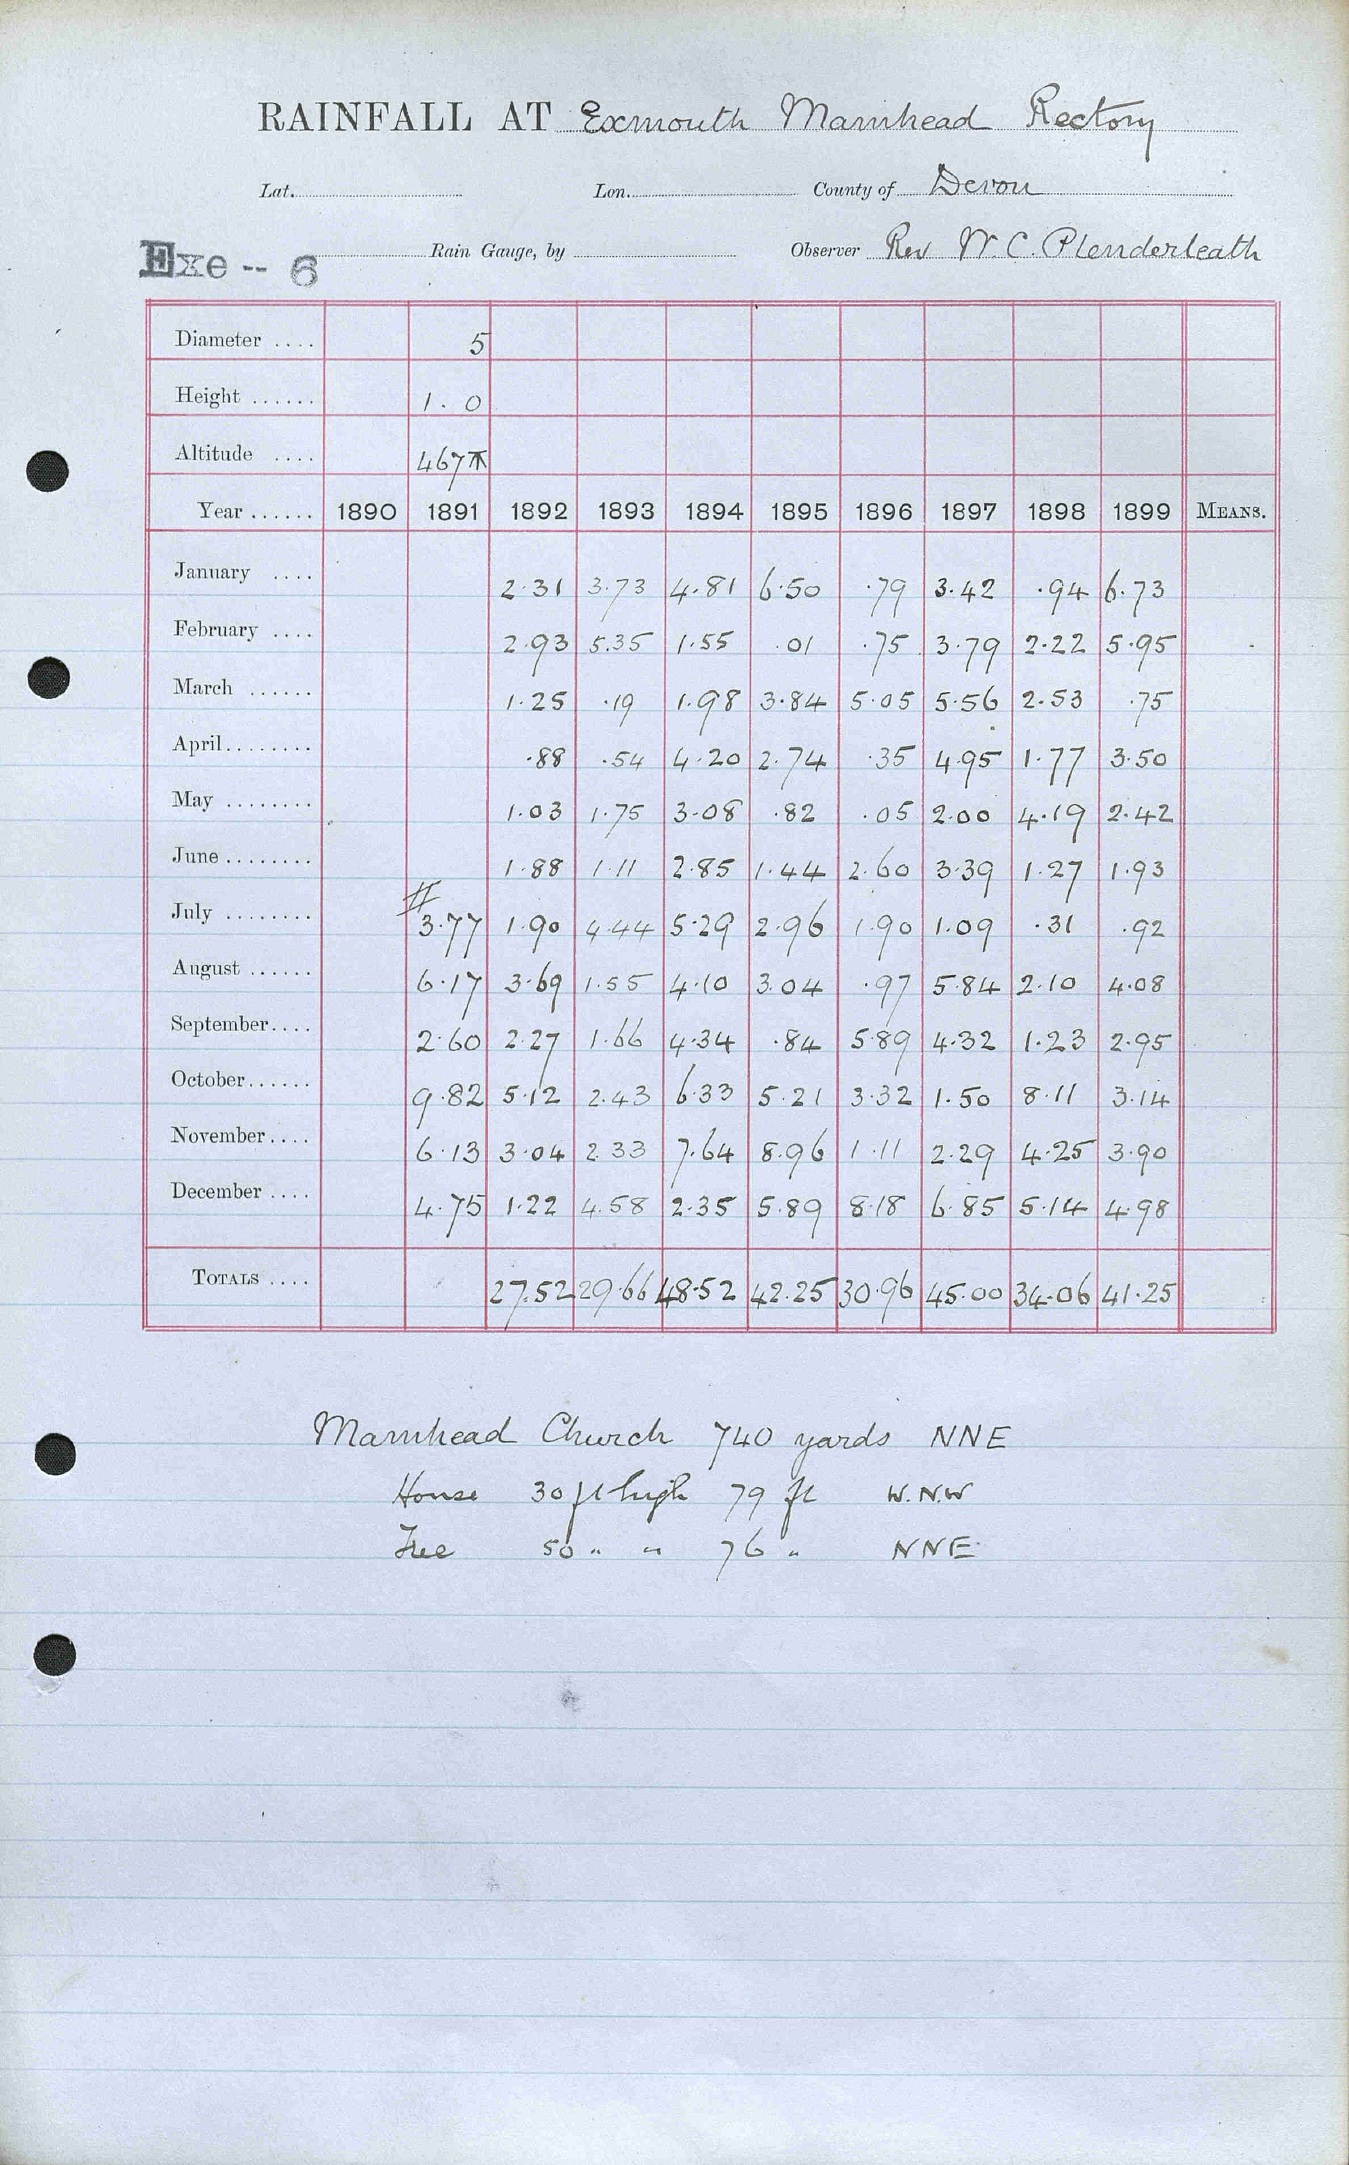 RAINFALL AT Exmouth Mamhead Rectory
Lat. Lon. County of Devon
Exe -- 6 Rain Gauge, by Observer Rev W. C. Plenderleath
Diameter .... 5
Height ...... 1.0
Altitude .... 467
Year ...... 1890 1891 1892 1893 1894 1895 1896 1897 1898 1899 MEANS.
January .... 2.31 3.73 4.81 6.50 .79 3.42 .94 6.73
February .... 2.93 5.35 1.55 .01 .75 3.79 2.22 5.95
March ...... 1.25 .19 1.98 3.84 5.05 5.56 2.53 .75
April........ .88 .54 4.20 2.74 .35 4.95 1.77 3.50
May ........ 1.03 1.75 3.08 .82 .05 2.00 4.19 2.42
June ........ 1.88 1.11 2.85 1.44 2.60 3.39 1.27 1.93
July ........ 3.77 1.90 4.44 5.29 2.96 1.90 1.09 .31 .92
August ...... 6.17 3.69 1.55 4.10 3.04 .97 5.84 2.10 4.08
September.... 2.60 2.27 1.66 4.34 .84 5.89 4.32 1.23 2.95
October...... 9.82 5.12 2.43 6.33 5.21 3.32 1.50 8.11 3.14
November.... 6.13 3.04 2.33 7.64 8.96 1.11 2.29 4.25 3.90
December .... 4.75 1.22 4.58 2.35 5.89 8.18 6.85 5.14 4.98
TOTALS .... 27.52 29.66 48.52 42.25 30.96 45.00 34.06 41.25
Mamhead Church 740 yards NNE
House 30 ft high 79 ft W.N.W
Tree 50 " " 76 " NNE